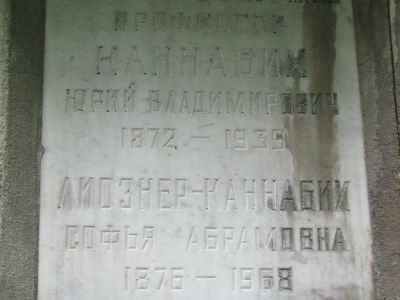 ПРОФЕССОР
КАННАБИХ
ЮРИЙ ВЛАДИМИРОВИЧ
1872 — 1939
ЛИОЗНЕР-КАННАБИХ
СОФЬЯ АБРАМОВНА
1876 — 1968